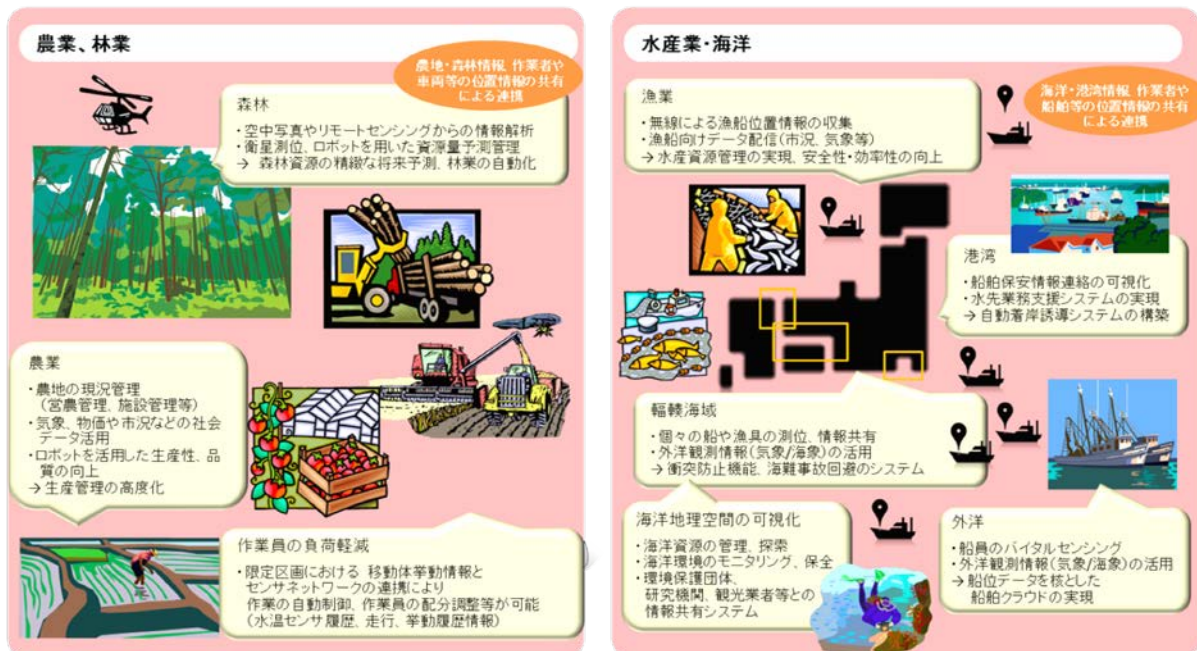 農業、林業
農地・森林情報、作業者や
車両等の位置情報の共有
による連携
森林
・空中写真やリモートセンシングからの情報解析
・衛星測位、ロボットを用いた資源量予測管理
→ 森林資源の精緻な将来予測、林業の自動化
農業
・農地の現況管理
（営農管理、施設管理等）
・気象、物価や市況などの社会
データ活用
・ロボットを活用した生産性、品
質の向上
→ 生産管理の高度化
作業員の負荷軽減
・限定区画における 移動体挙動情報と
センサネットワークの連携により
作業の自動制御、作業員の配分調整等が可能
（水温センサ履歴、走行、挙動履歴情報）
水産業・海洋
海洋・港湾情報、作業者や
船舶等の位置情報の共有
による連携
漁業
・無線による漁船位置情報の収集
・漁船向けデータ配信（市況、気象等）
→ 水産資源管理の実現、安全性・効率性の向上
港湾
・船舶保安情報連絡の可視化
・水先業務支援システムの実現
→ 自動着岸誘導システムの構築
輻輳海域
・個々の船や漁具の測位、情報共有
・外洋観測情報（気象/海象）の活用
→ 衝突防止機能、海難事故回避のシステム
海洋地理空間の可視化
・海洋資源の管理、探索
・海洋環境のモニタリング、保全
・環境保護団体、
研究機関、観光業者等との
情報共有システム
外洋
・船員のバイタルセンシング
・外洋観測情報（気象/海象）の活用
→ 船位データを核とした
船舶クラウドの実現